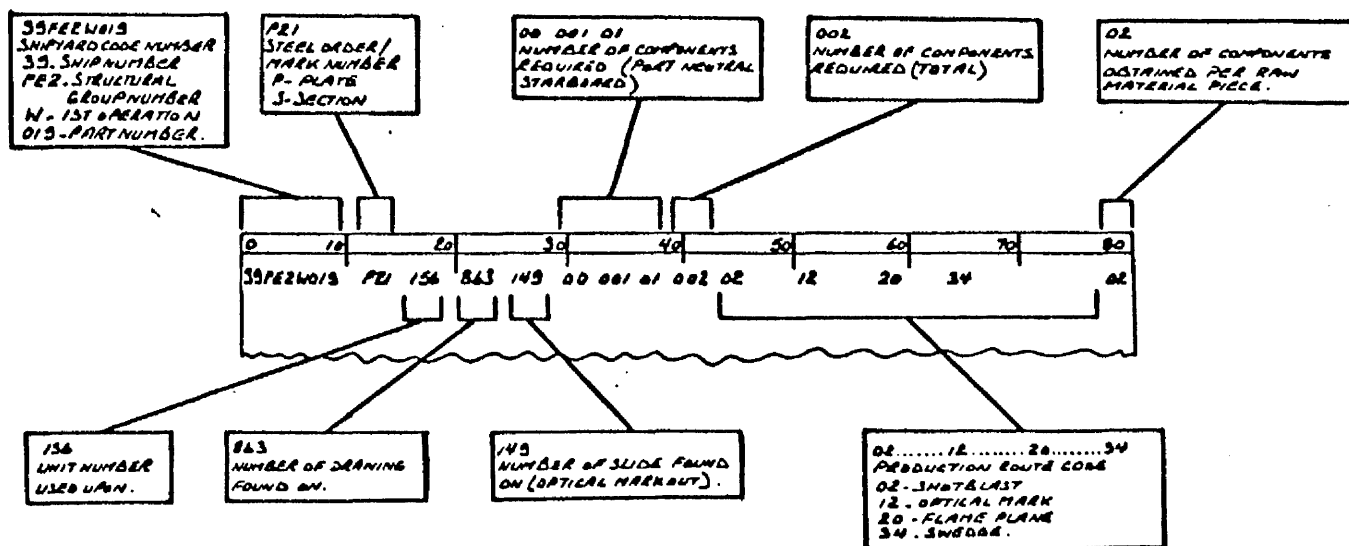 39FE2W019
SHIPYARD CODE NUMBER
39-SHIP NUMBER
FE2-STRUCTURAL
GROUP NUMBER
W-1ST OPERATION
019-PART NUMBER.
P21
STEEL ORDER/
MARK NUMBER
P-PLATE
S-SECTION
00 001 01
NUMBER OF COMPONENTS
REQUIRED (PORT NEUTRAL
STARBOARD)
002
NUMBER OF COMPONENTS
REQUIRED (TOTAL)
02
NUMBER OF COMPONENTS
OBTAINED PER RAW
MATERIAL PIECE.
0 10 20 30 40 50 60 70 80
39FE2W019 P21 156 863 149 00 001 01 002 02 12 20 34 02
156
UNIT NUMBER
USED UPON.
863
NUMBER OF DRAWING
FOUND ON.
149
NUMBER OF SLIDE FOUND
ON (OPTICAL MARKOUT).
02.......12........20........34
PRODUCTION ROUTE CODE
02-SHOTBLAST
12-OPTICAL MARK
20-FLAME PLANE
34-SWEDGE.